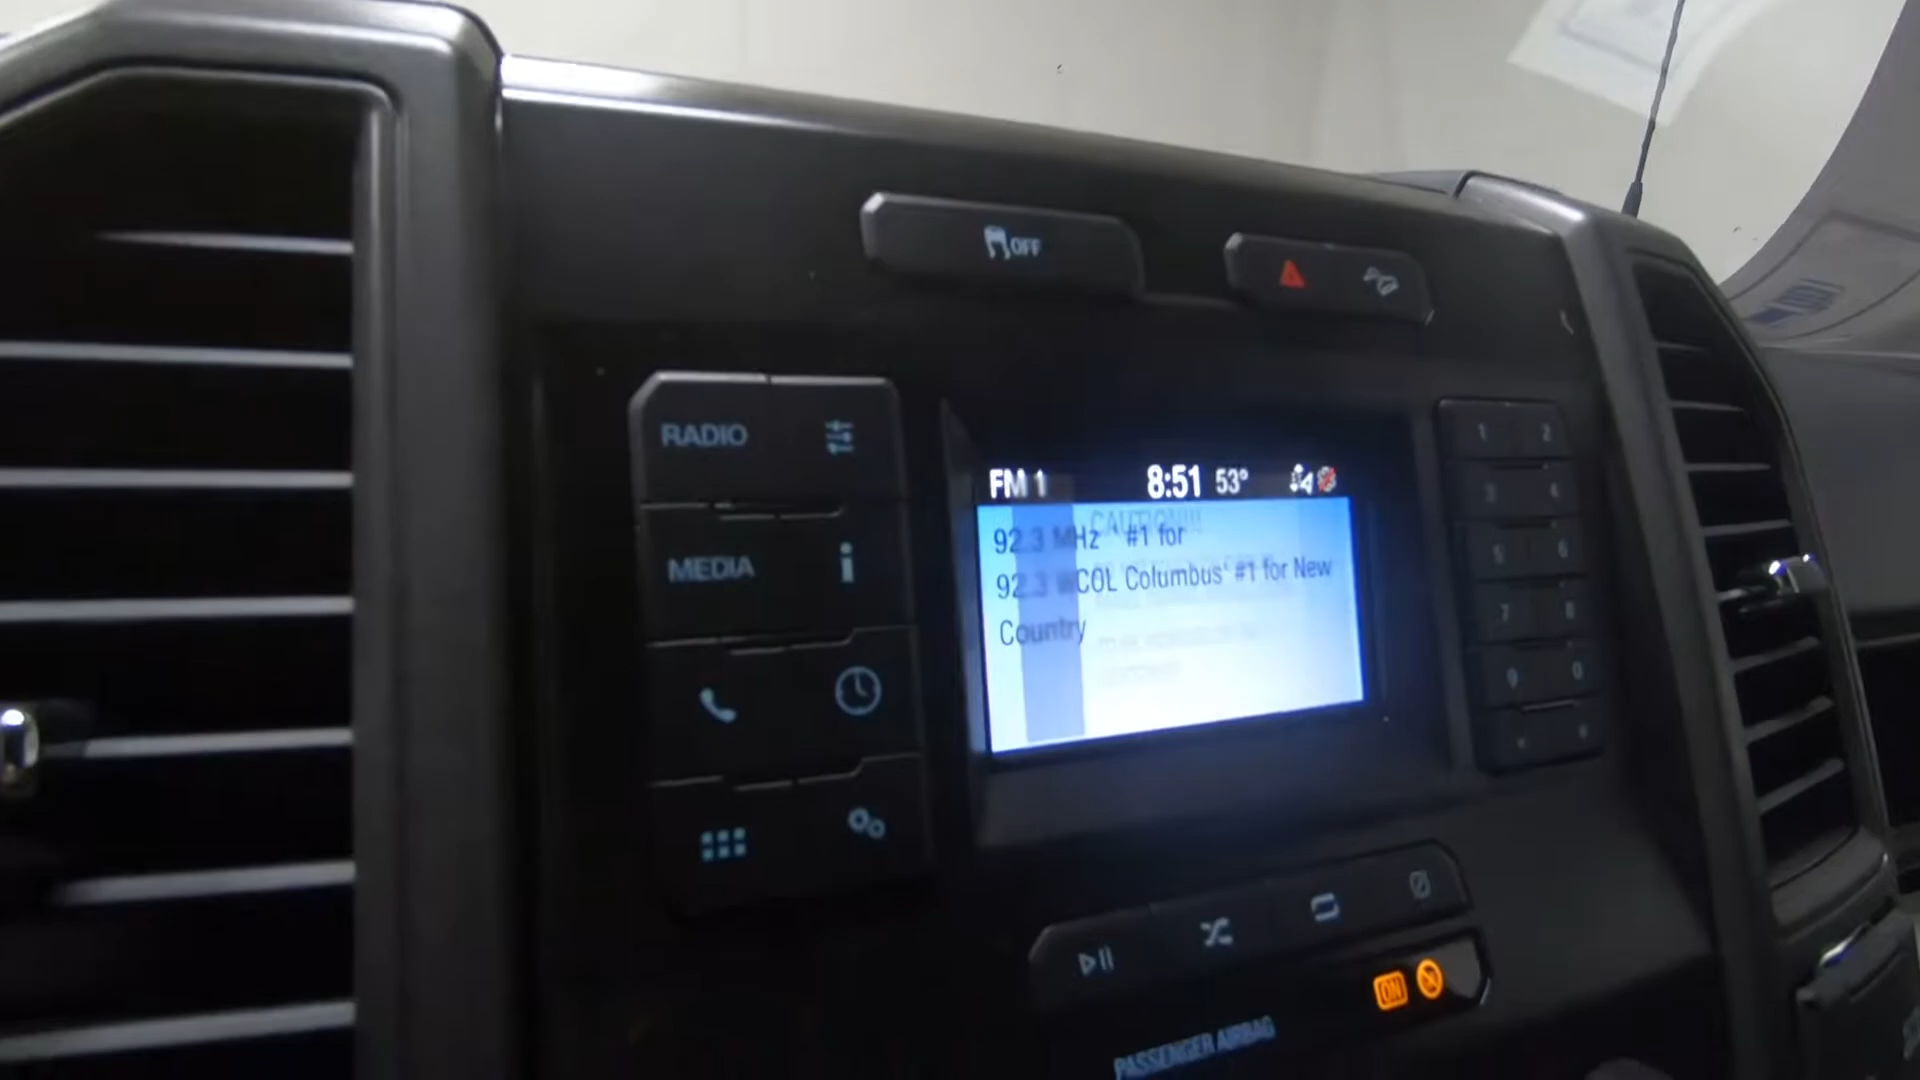 OFF
RADIO
MEDIA
FM 1 8:51 53°
CAUTION!!!
92.3 MHz #1 for
92.3 WCOL Columbus' #1 for New
Country
1 2
3 4
5 6
7 8
9 0
ON
PASSENGER AIRBAG